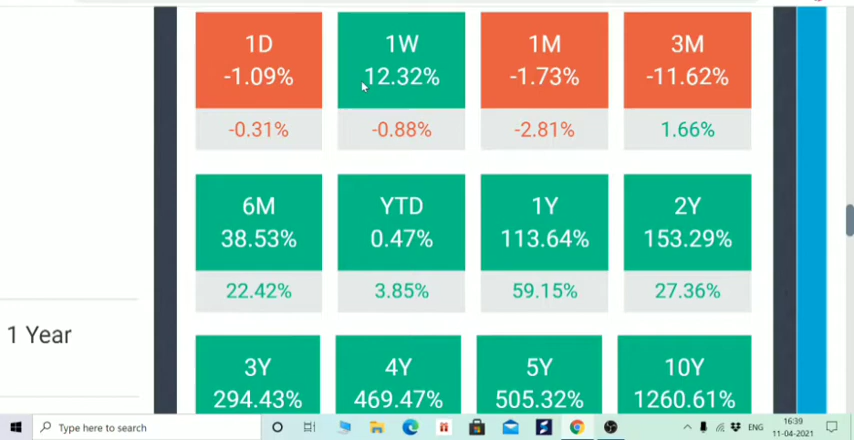 1D 1W 1M 3M
-1.09% 12.32% -1.73% -11.62%
-0.31% -0.88% -2.81% 1.66%
6M YTD 1Y 2Y
38.53% 0.47% 113.64% 153.29%
22.42% 3.85% 59.15% 27.36%
1 Year
3Y 4Y 5Y 10Y
294.43% 469.47% 505.32% 1260.61%
Type here to search
ENG
16:39
11-04-2021